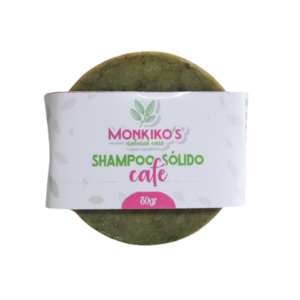 MONKIKO'S
natural care
SHAMPOO SÓLIDO
café
80gr